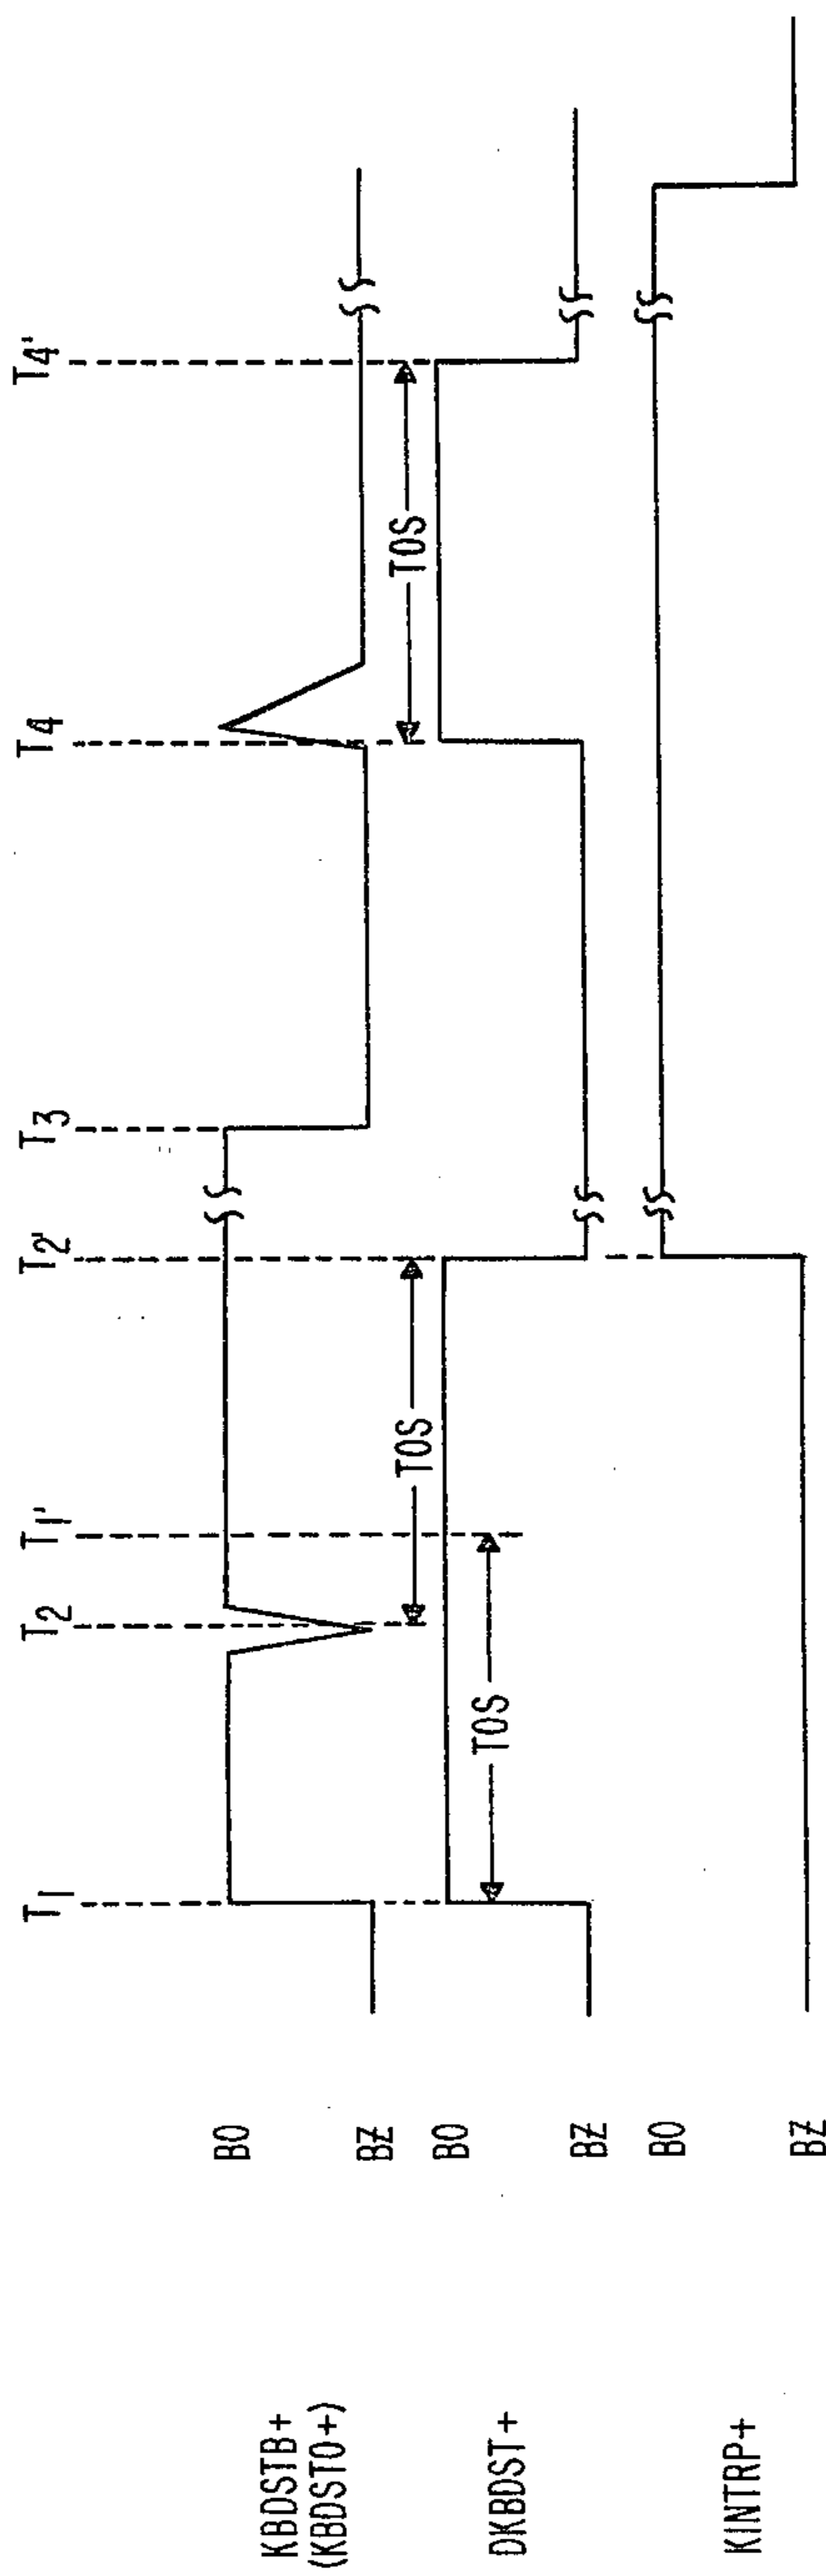 T1 T2 T1' T2' T3 T4 T4'
KBDSTB+
(KBDSTO+)
BO
BZ
TOS
TOS
TOS
DKBDST+
BO
BZ
KINTRP+
BO
BZ